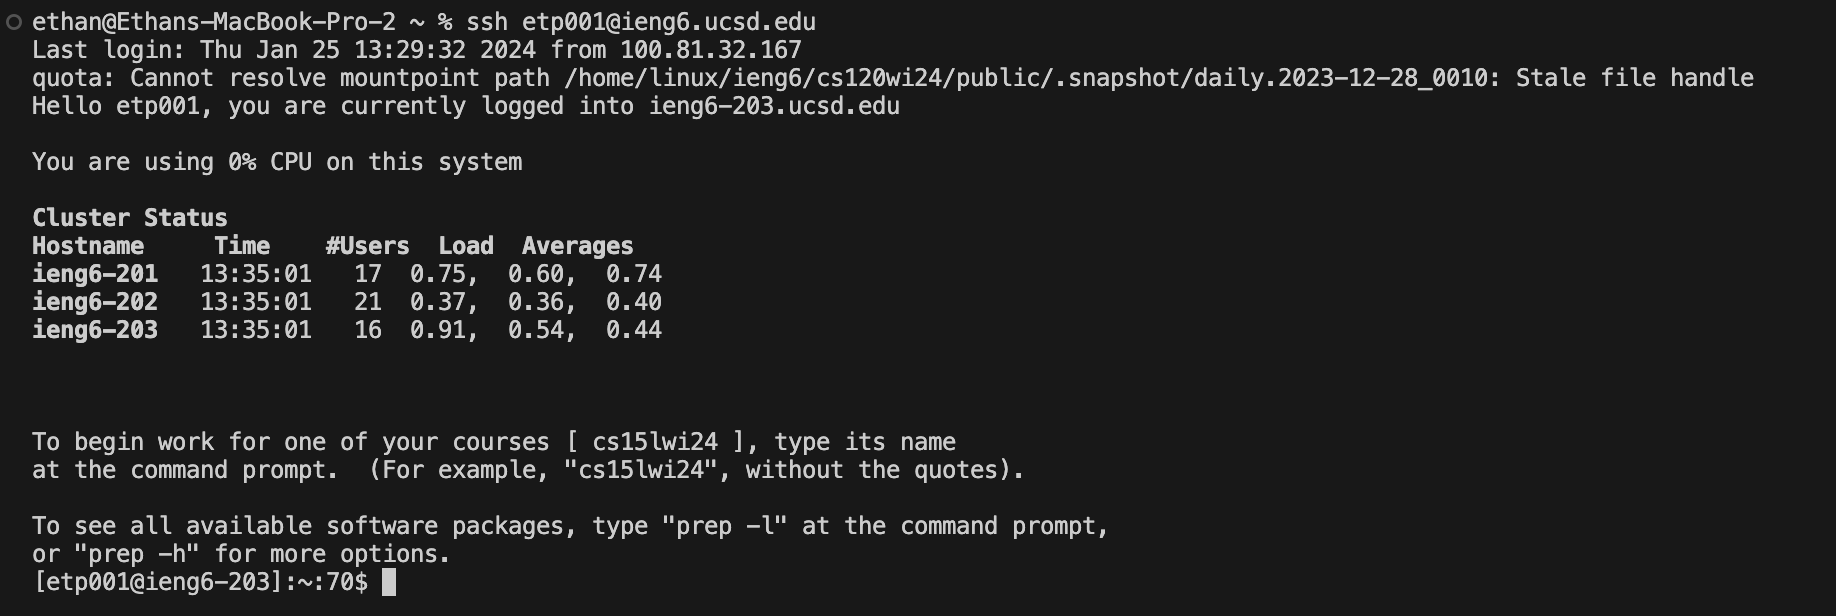 ethan@Ethans-MacBook-Pro-2 ~ % ssh etp001@ieng6.ucsd.edu
Last login: Thu Jan 25 13:29:32 2024 from 100.81.32.167
quota: Cannot resolve mountpoint path /home/linux/ieng6/cs120wi24/public/.snapshot/daily.2023-12-28_0010: Stale file handle
Hello etp001, you are currently logged into ieng6-203.ucsd.edu
You are using 0% CPU on this system
Cluster Status
Hostname     Time    #Users  Load  Averages
ieng6-201   13:35:01   17  0.75,  0.60,  0.74
ieng6-202   13:35:01   21  0.37,  0.36,  0.40
ieng6-203   13:35:01   16  0.91,  0.54,  0.44
To begin work for one of your courses [ cs15lwi24 ], type its name
at the command prompt.  (For example, "cs15lwi24", without the quotes).
To see all available software packages, type "prep -l" at the command prompt,
or "prep -h" for more options.
[etp001@ieng6-203]:~:70$